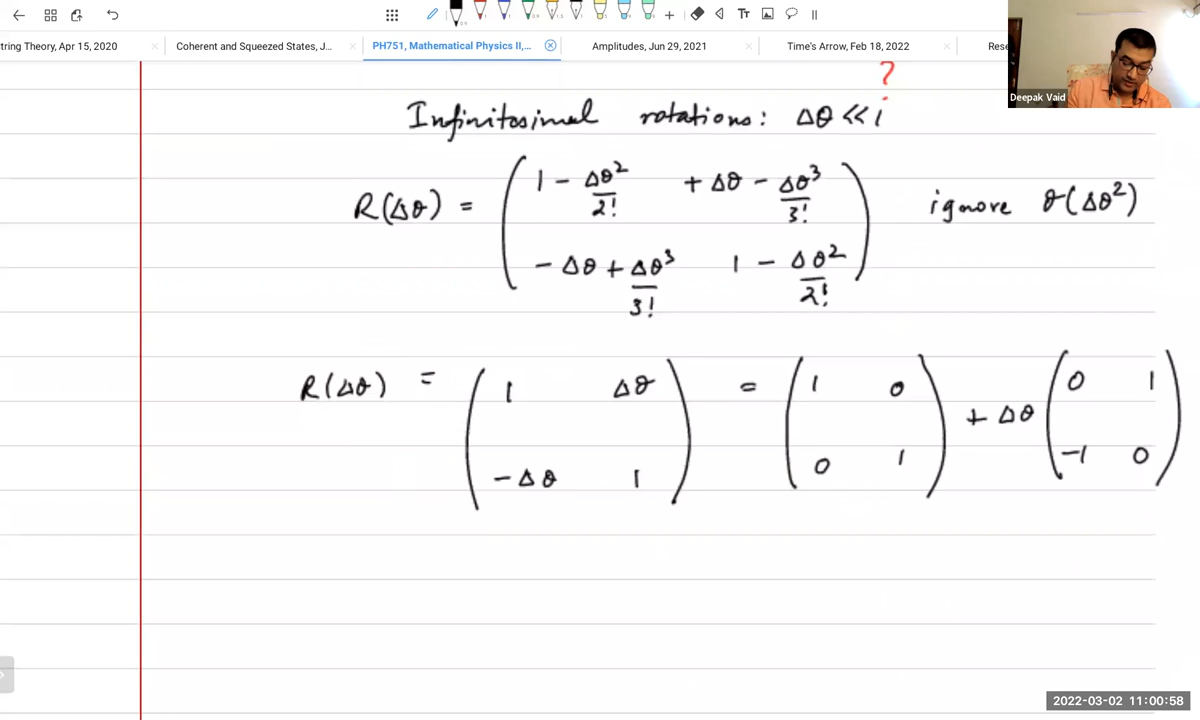 tring Theory, Apr 15, 2020 × Coherent and Squeezed States, J... × PH751, Mathematical Physics II,... Amplitudes, Jun 29, 2021 × Time's Arrow, Feb 18, 2022 × Rese
Deepak Vaid
?
Infinitesimal rotations: Δθ << i
R(Δθ) = ( 1 - Δθ²/2! + Δθ - Δθ³/3! ignore O(Δθ²)
- Δθ + Δθ³/3! 1 - Δθ²/2! )
R(Δθ) = ( 1 Δθ ) = ( 1 0 ) + Δθ ( 0 1 )
( -Δθ 1 ) ( 0 1 ) ( -1 0 )
2022-03-02 11:00:58